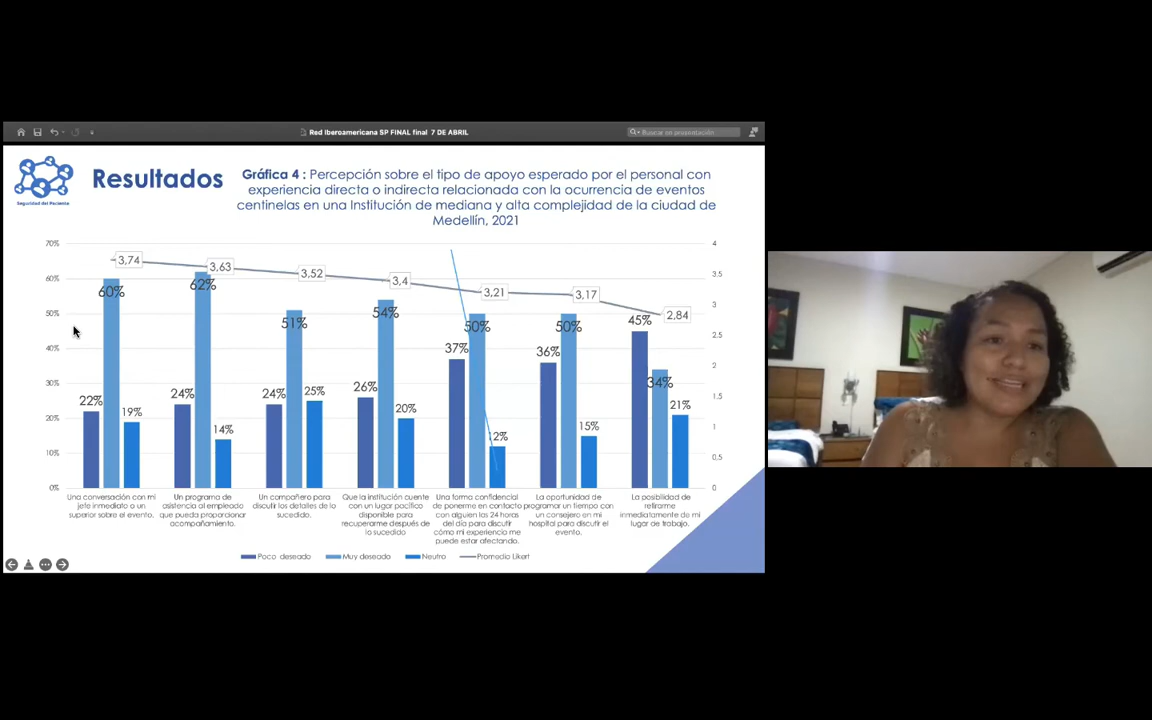 Red Iberoamericana SP FINAL final 7 DE ABRIL
Buscar en presentación
Seguridad del Paciente
Resultados
Gráfica 4 : Percepción sobre el tipo de apoyo esperado por el personal con
experiencia directa o indirecta relacionada con la ocurrencia de eventos
centinelas en una Institución de mediana y alta complejidad de la ciudad de
Medellín, 2021
70%
60%
50%
40%
30%
20%
10%
0%
4
3.5
3
2.5
2
1.5
1
0.5
0
3,74
3,63
3,52
3,4
3,21
3,17
2,84
22%
60%
19%
24%
62%
14%
24%
51%
25%
26%
54%
20%
37%
50%
12%
36%
50%
15%
45%
34%
21%
Una conversación con mi
jefe inmediato o un
superior sobre el evento.
Un programa de
asistencia al empleado
que pueda proporcionar
acompañamiento.
Un compañero para
discutir los detalles de lo
sucedido.
Que la institución cuente
con un lugar pacífico
disponible para
recuperarme después de
lo sucedido
Una forma confidencial
de ponerme en contacto
con alguien las 24 horas
del día para discutir
cómo mi experiencia me
puede estar afectando.
La oportunidad de
programar un tiempo con
un consejero en mi
hospital para discutir el
evento.
La posibilidad de
retirarme
inmediatamente de mi
lugar de trabajo.
Poco deseado
Muy deseado
Neutro
Promedio Likert